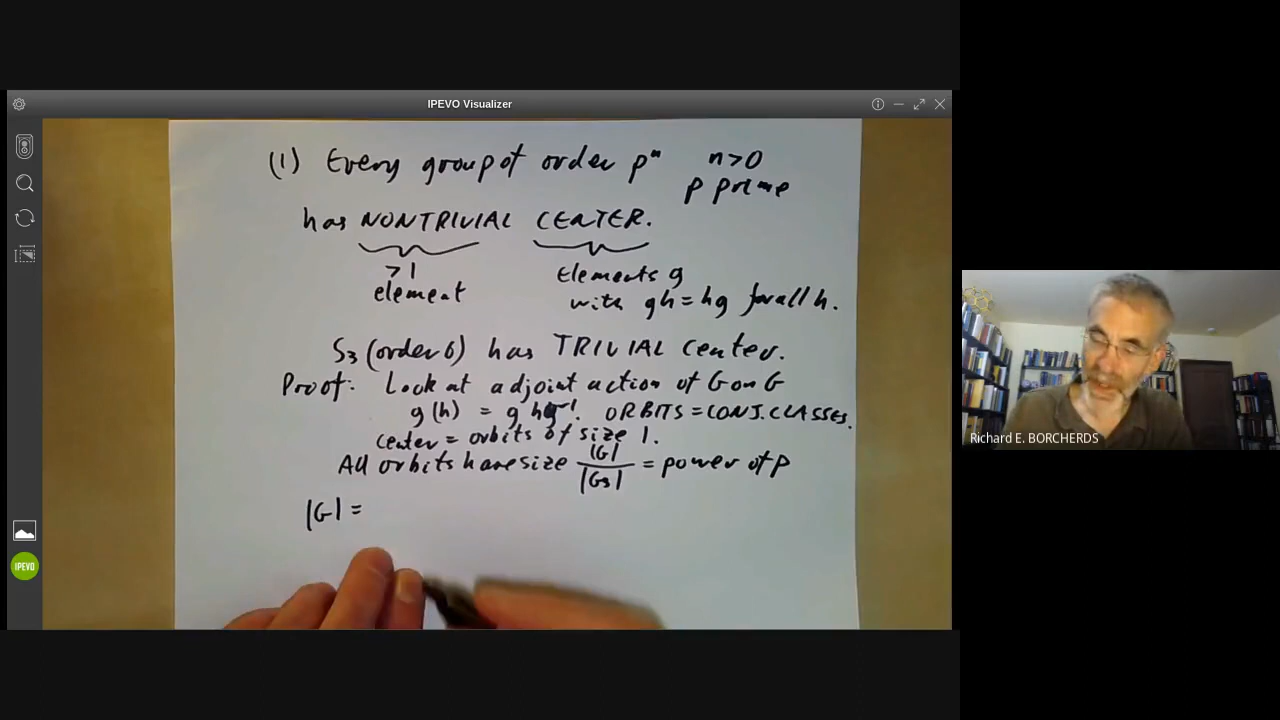 IPEVO Visualizer
(1) Every group of order pⁿ n>0
p prime
has NONTRIVIAL CENTER.
>1
element
Elements g
with gh = hg for all h.
S₃ (order 6) has TRIVIAL center.
Proof: Look at adjoint action of G on G
g(h) = g h g⁻¹. ORBITS = CONJ. CLASSES.
center = orbits of size 1.
All orbits have size |G| / |Gs| = power of p
|G| =
Richard E. BORCHERDS
IPEVO